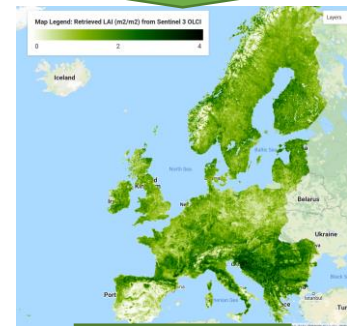 Map Legend: Retrieved LAI (m2/m2) from Sentinel 3 OLCI
Layers
0 2 4
Iceland
Baltic Sea
North Sea
Belarus
Ukraine
Port
Istanbul
Tur